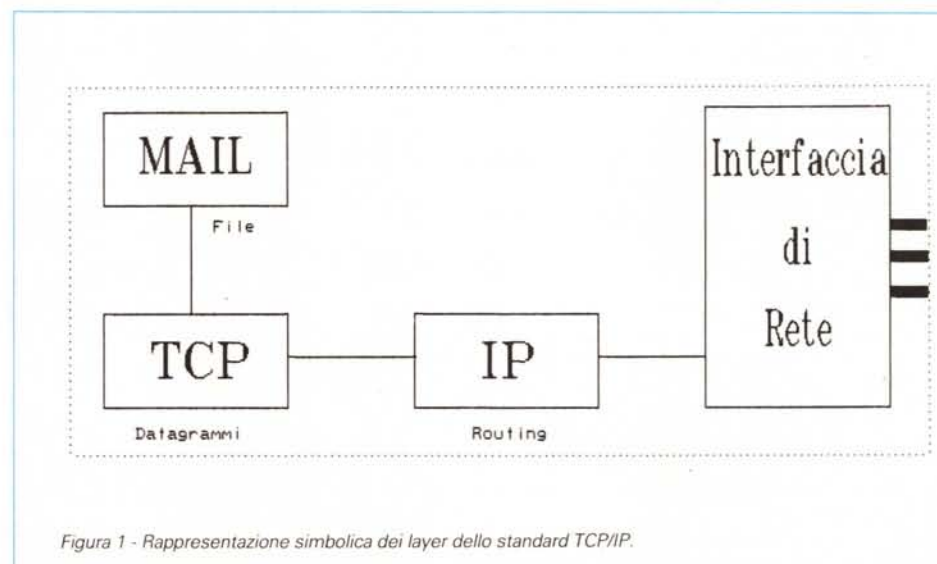 MAIL
File
TCP
Datagrammi
IP
Routing
Interfaccia
di
Rete
Figura 1 - Rappresentazione simbolica dei layer dello standard TCP/IP.